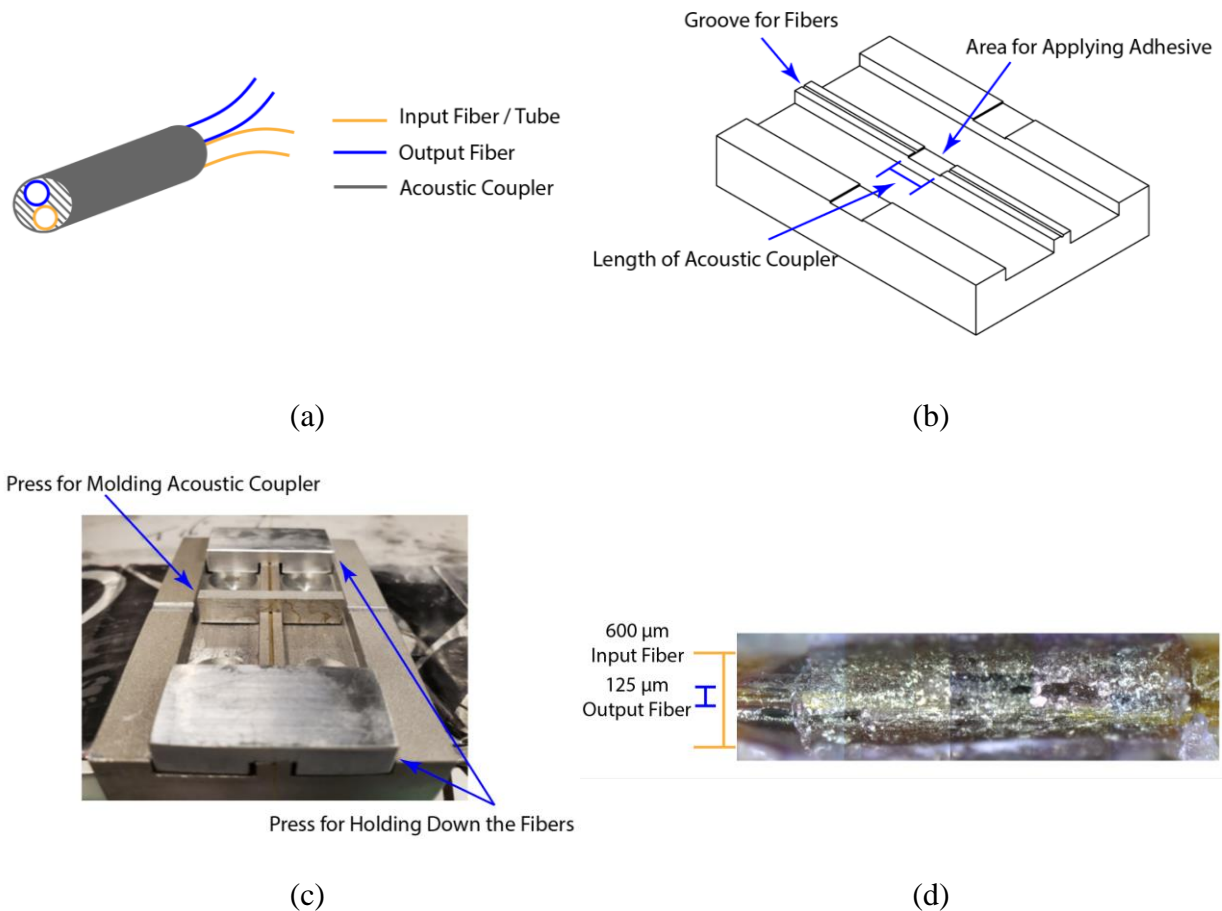 Input Fiber / Tube
Output Fiber
Acoustic Coupler
(a)
Groove for Fibers
Area for Applying Adhesive
Length of Acoustic Coupler
(b)
Press for Molding Acoustic Coupler
Press for Holding Down the Fibers
(c)
600 μm
Input Fiber
125 μm
Output Fiber
(d)